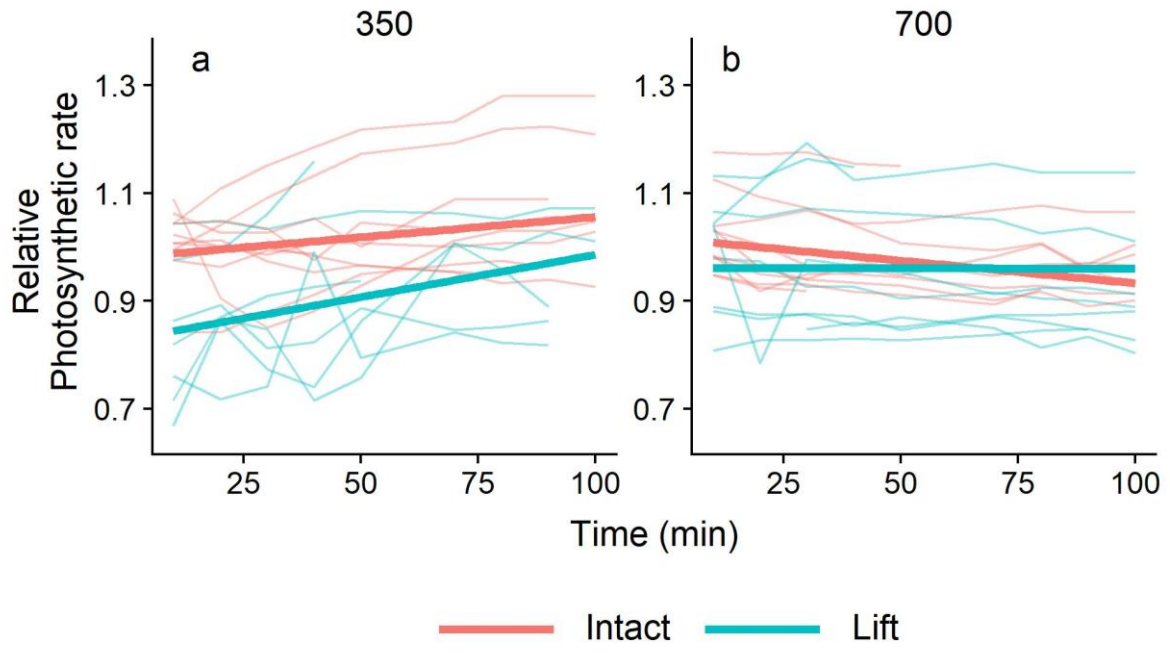 350
700
a
b
1.3
1.1
0.9
0.7
1.3
1.1
0.9
0.7
Relative
Photosynthetic rate
25 50 75 100
25 50 75 100
Time (min)
Intact Lift